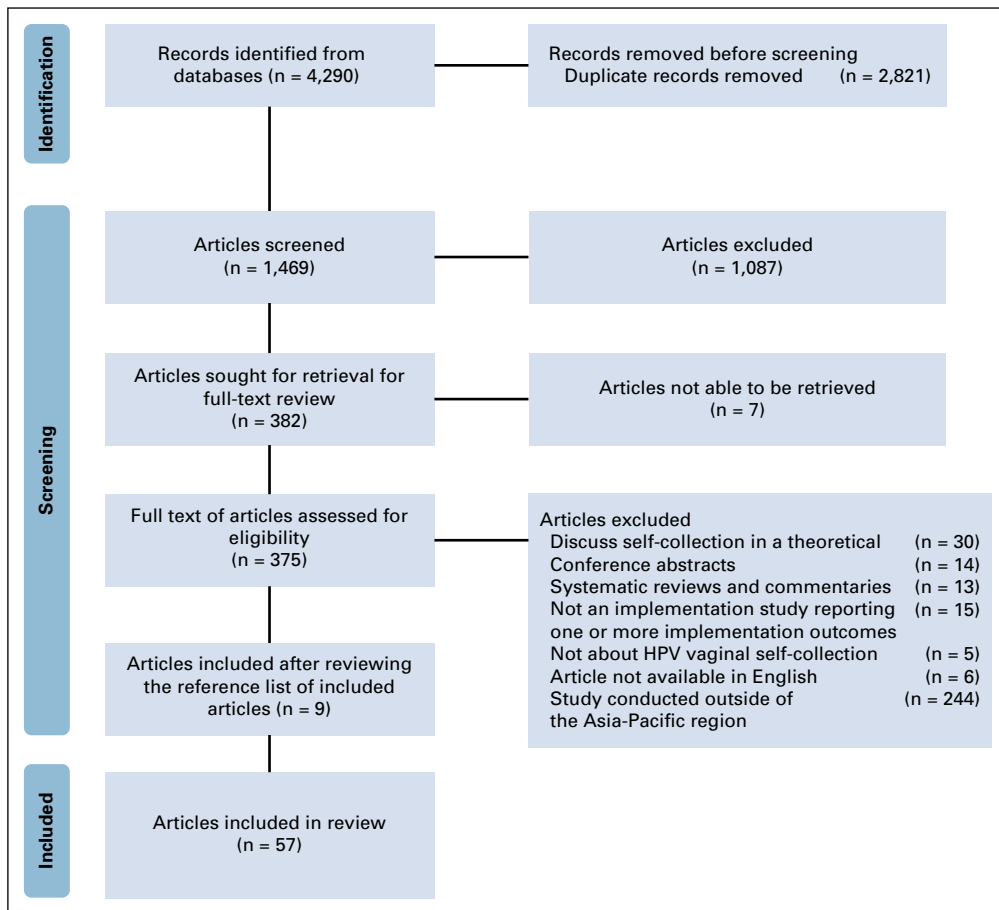 Identification
Records identified from
databases (n = 4,290)
Records removed before screening
Duplicate records removed (n = 2,821)
Screening
Articles screened
(n = 1,469)
Articles excluded
(n = 1,087)
Articles sought for retrieval for
full-text review
(n = 382)
Articles not able to be retrieved
(n = 7)
Full text of articles assessed for
eligibility
(n = 375)
Articles excluded
Discuss self-collection in a theoretical (n = 30)
Conference abstracts (n = 14)
Systematic reviews and commentaries (n = 13)
Not an implementation study reporting (n = 15)
one or more implementation outcomes
Not about HPV vaginal self-collection (n = 5)
Article not available in English (n = 6)
Study conducted outside of (n = 244)
the Asia-Pacific region
Articles included after reviewing
the reference list of included
articles (n = 9)
Included
Articles included in review
(n = 57)